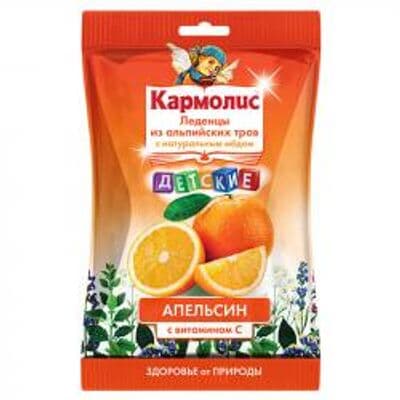 Кармолис
Леденцы
из альпийских трав
с натуральным мёдом
ДЕТСКИЕ
АПЕЛЬСИН
с витамином С
ЗДОРОВЬЕ от ПРИРОДЫ